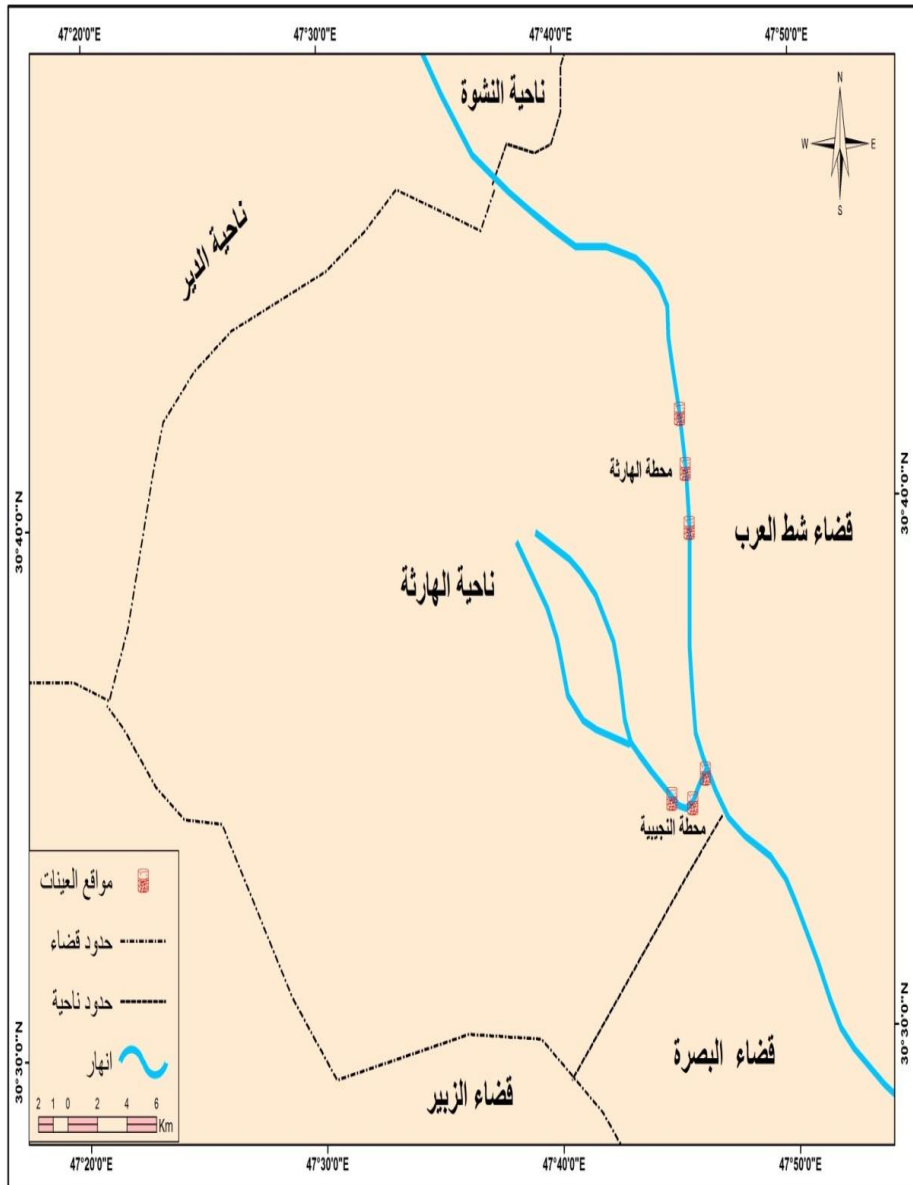 47°20'0"E 47°30'0"E 47°40'0"E 47°50'0"E
ناحية النشوة
N
W E
S
ناحية الدير
محطة الهارثة
30°40'0"N
30°40'0"N
قضاء شط العرب
ناحية الهارثة
محطة النجيبية
مواقع العينات
حدود قضاء
حدود ناحية
انهار
2 1 0 2 4 6
Km
قضاء البصرة
قضاء الزبير
30°30'0"N
30°30'0"N
47°20'0"E 47°30'0"E 47°40'0"E 47°50'0"E